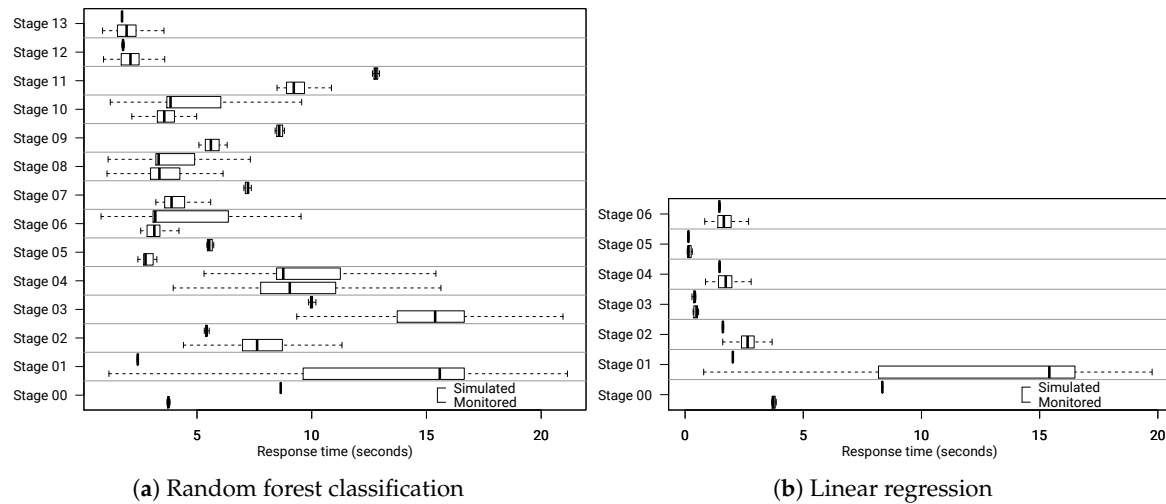 Stage 13
Stage 12
Stage 11
Stage 10
Stage 09
Stage 08
Stage 07
Stage 06
Stage 05
Stage 04
Stage 03
Stage 02
Stage 01
Stage 00
Simulated
Monitored
5 10 15 20
Response time (seconds)
(a) Random forest classification
Stage 06
Stage 05
Stage 04
Stage 03
Stage 02
Stage 01
Stage 00
Simulated
Monitored
0 5 10 15 20
Response time (seconds)
(b) Linear regression